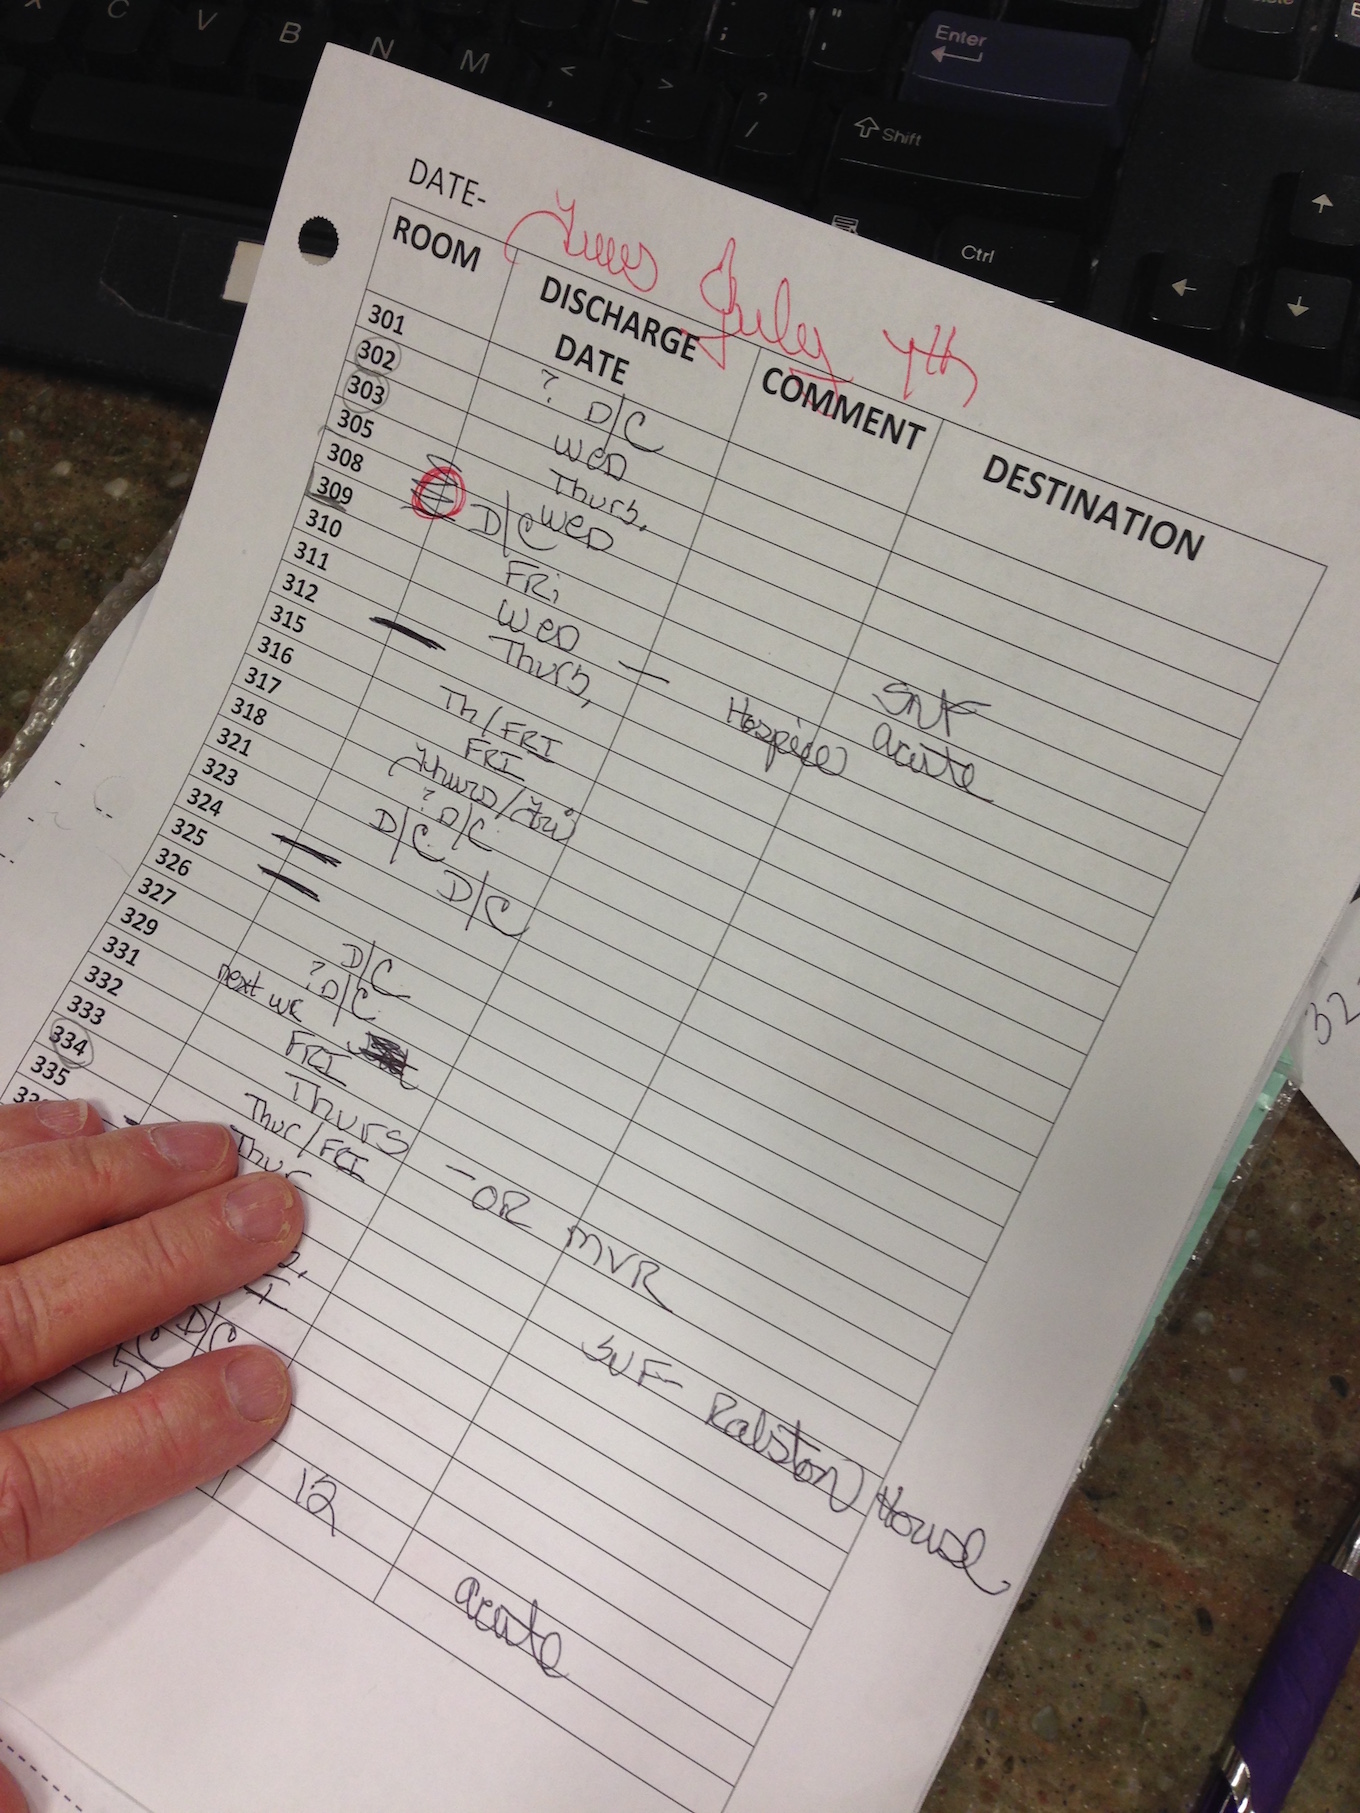 X C V B N M < , > . ? /
: ; " '
Enter
Shift
Ctrl
DATE- Tues July 7th
ROOM DISCHARGE DATE COMMENT DESTINATION
301 ? D/C
302 Wed
303 Thurs.
305 Wed
308 D/C
309 FRi
310 Wed
311 Thurs,
312
315 Th/FRI
316 FRI
317 Thurs/Fri
318 ? D/C
321 D/C
323 D/C
324
325
326 D/C
327 ? D/C
329 next wk
331 FRI
332 Thurs
333 Thur/FRI
334 Thur
335
SNF
Hospice acute
- OR MVR
SNF- Ralston House
D/C
12
acute
32